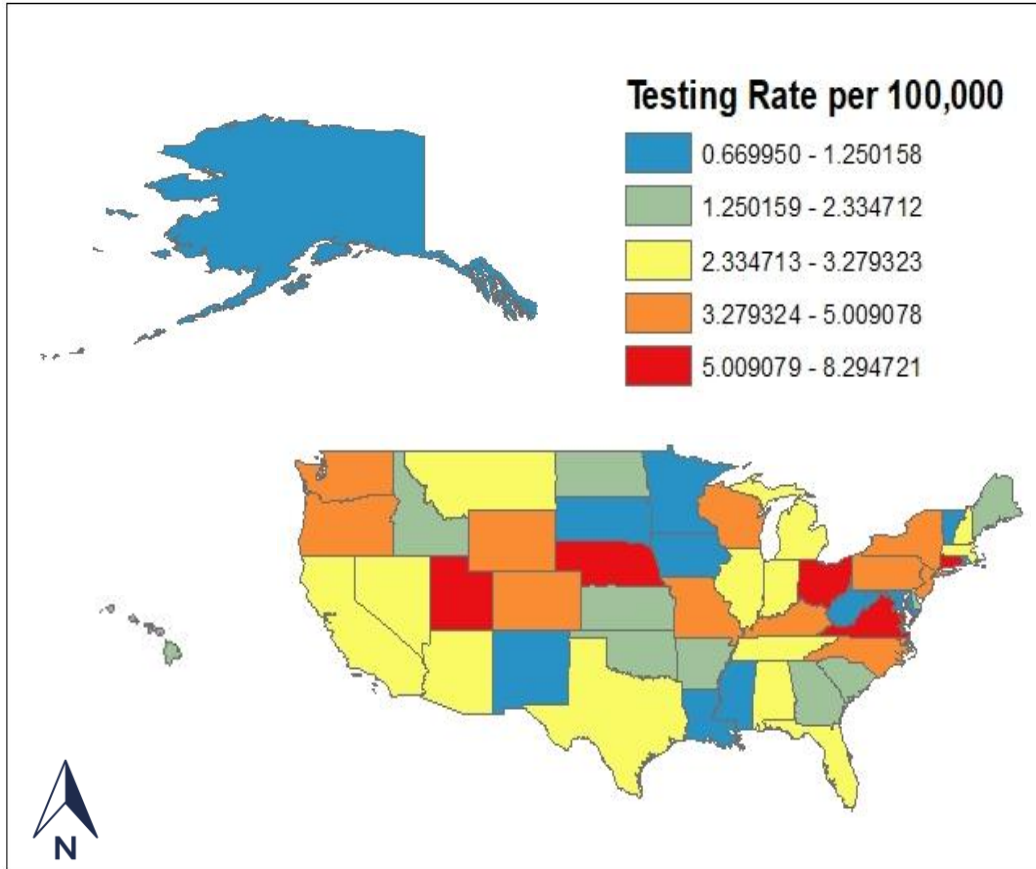 Testing Rate per 100,000
0.669950 - 1.250158
1.250159 - 2.334712
2.334713 - 3.279323
3.279324 - 5.009078
5.009079 - 8.294721
N